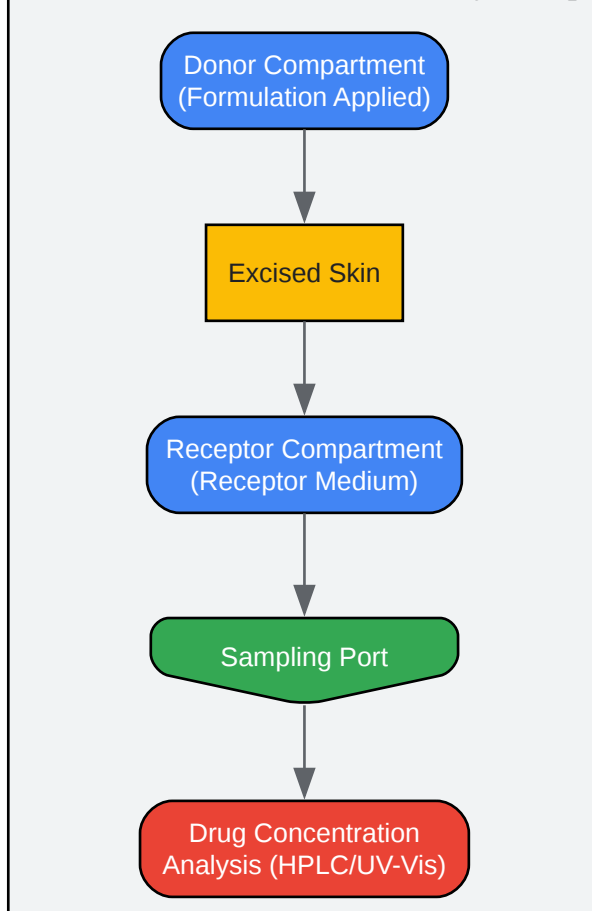 Donor Compartment
(Formulation Applied)
Excised Skin
Receptor Compartment
(Receptor Medium)
Sampling Port
Drug Concentration
Analysis (HPLC/UV-Vis)